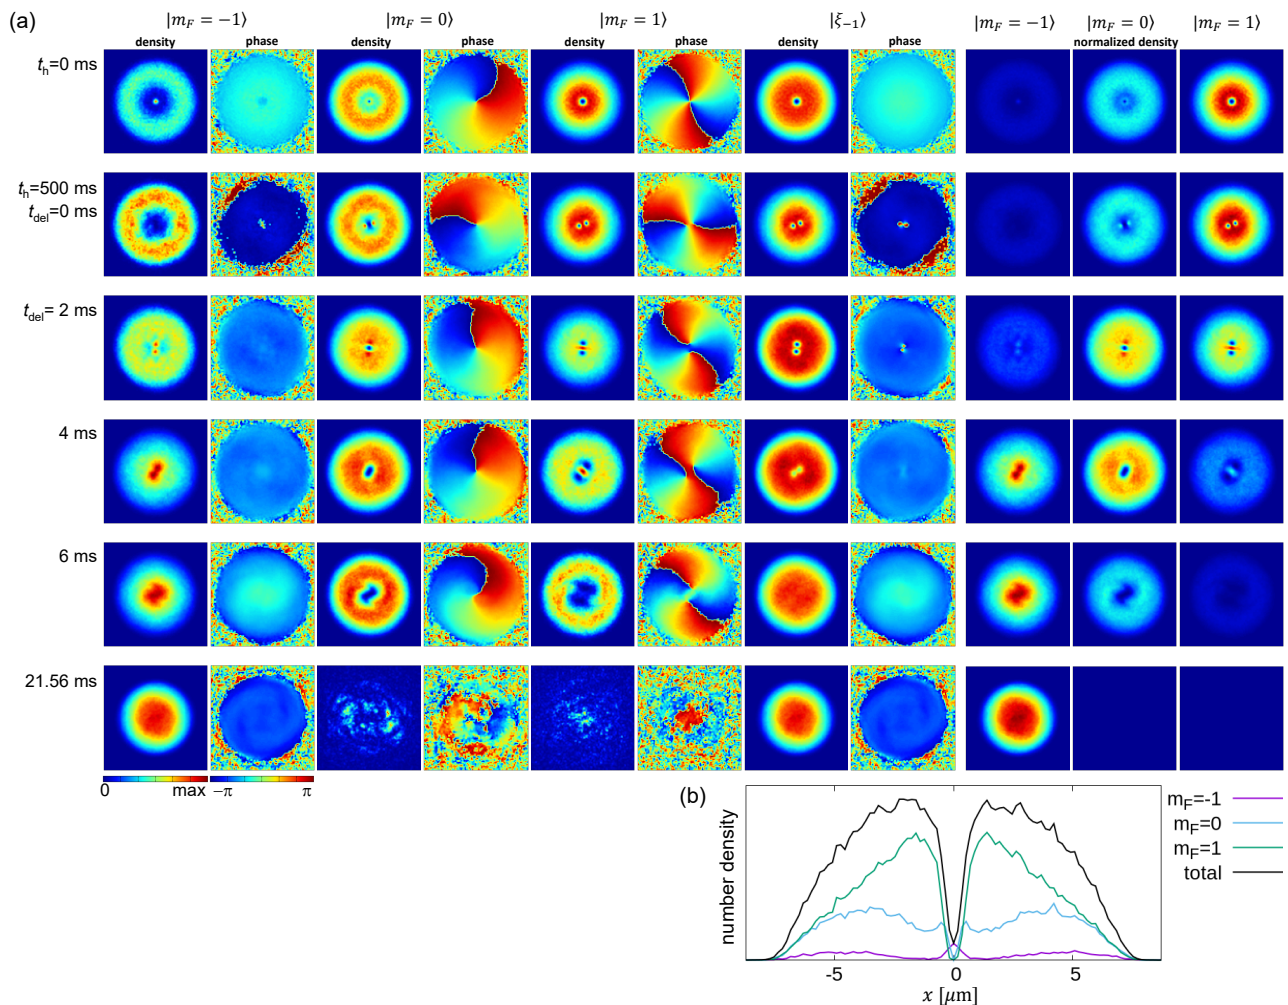 (a)
|m_F = −1⟩ |m_F = 0⟩ |m_F = 1⟩ |ξ₋₁⟩ |m_F = −1⟩ |m_F = 0⟩ |m_F = 1⟩
density phase density phase density phase density phase normalized density
t_h=0 ms
t_h=500 ms
t_del=0 ms
t_del= 2 ms
4 ms
6 ms
21.56 ms
0 max −π π
(b)
number density
m_F=-1
m_F=0
m_F=1
total
-5 0 5
x [μm]